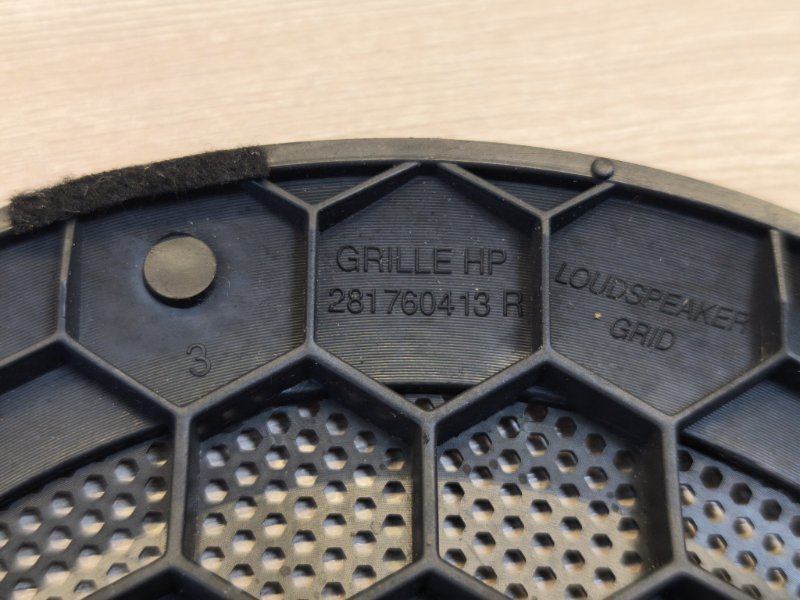 GRILLE HP
281760413 R
LOUDSPEAKER
GRID
3